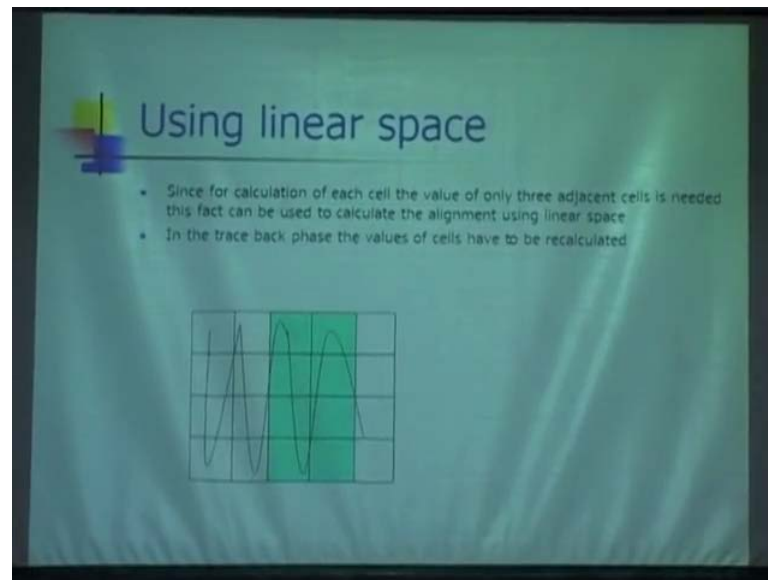 Using linear space
• Since for calculation of each cell the value of only three adjacent cells is needed
this fact can be used to calculate the alignment using linear space
• In the trace back phase the values of cells have to be recalculated